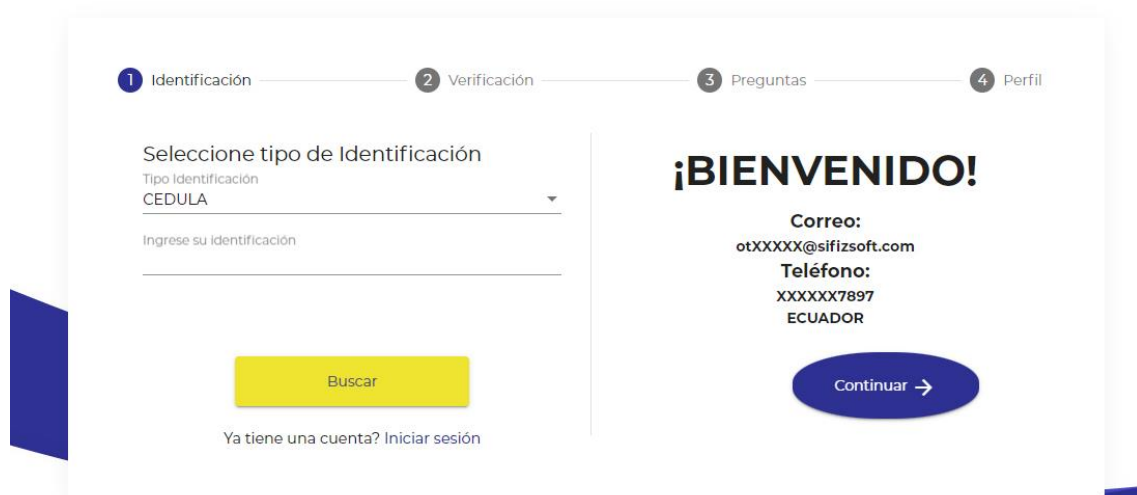 1 Identificación
2 Verificación
3 Preguntas
4 Perfil
Seleccione tipo de Identificación
Tipo Identificación
CEDULA
Ingrese su identificación
Buscar
Ya tiene una cuenta? Iniciar sesión
¡BIENVENIDO!
Correo:
otXXXXX@sifizsoft.com
Teléfono:
XXXXXX7897
ECUADOR
Continuar →